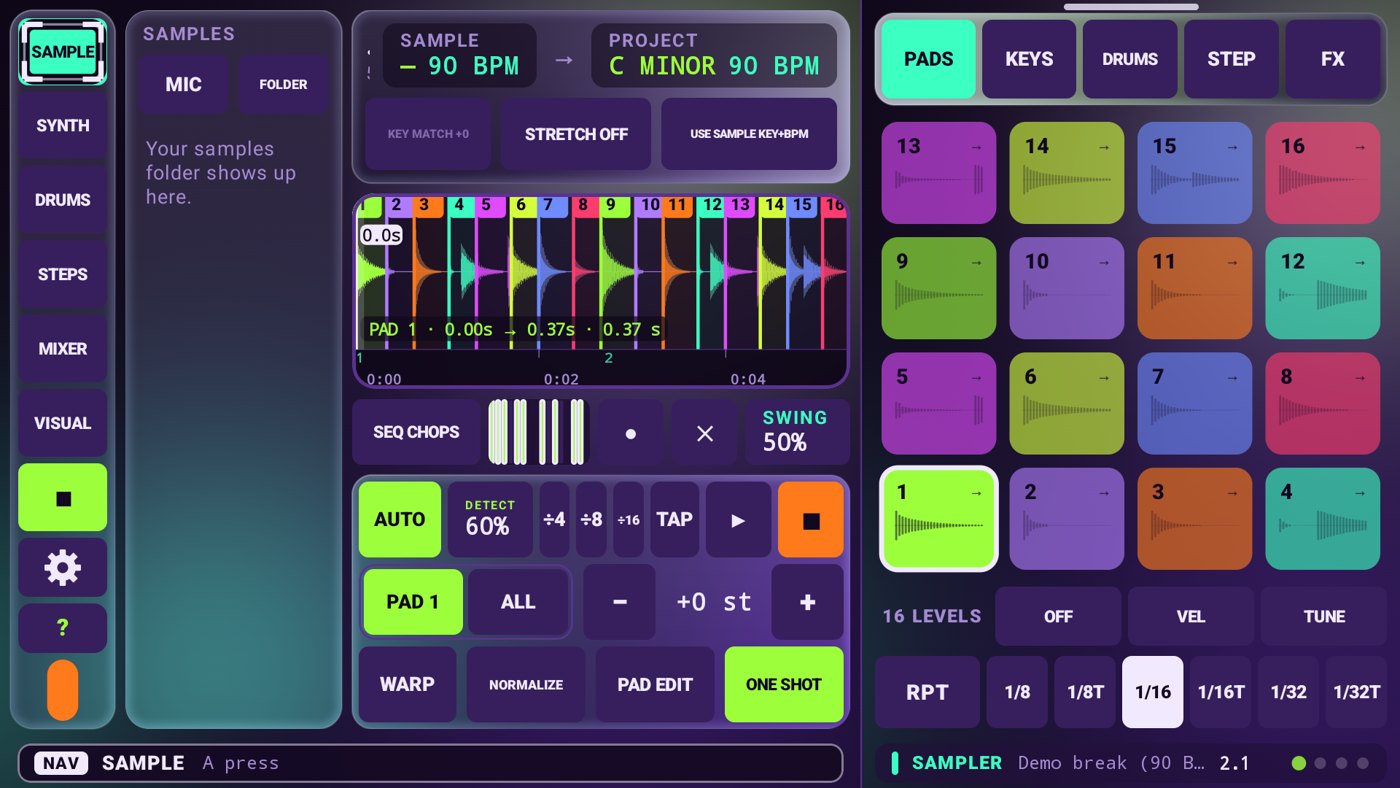 SAMPLE
SYNTH
DRUMS
STEPS
MIXER
VISUAL
?
SAMPLES
MIC FOLDER
Your samples
folder shows up
here.
SAMPLE
– 90 BPM
→
PROJECT
C MINOR 90 BPM
KEY MATCH +0 STRETCH OFF USE SAMPLE KEY+BPM
1 2 3 4 5 6 7 8 9 10 11 12 13 14 15 16
0.0s
PAD 1 · 0.00s → 0.37s · 0.37 s
1 2
0:00 0:02 0:04
SEQ CHOPS
SWING
50%
AUTO
DETECT
60%
÷4 ÷8 ÷16 TAP
PAD 1 ALL − +0 st +
WARP NORMALIZE PAD EDIT ONE SHOT
NAV SAMPLE A press
PADS KEYS DRUMS STEP FX
13 → 14 → 15 → 16 →
9 → 10 → 11 → 12 →
5 → 6 → 7 → 8 →
1 → 2 → 3 → 4 →
16 LEVELS OFF VEL TUNE
RPT 1/8 1/8T 1/16 1/16T 1/32 1/32T
SAMPLER Demo break (90 B… 2.1